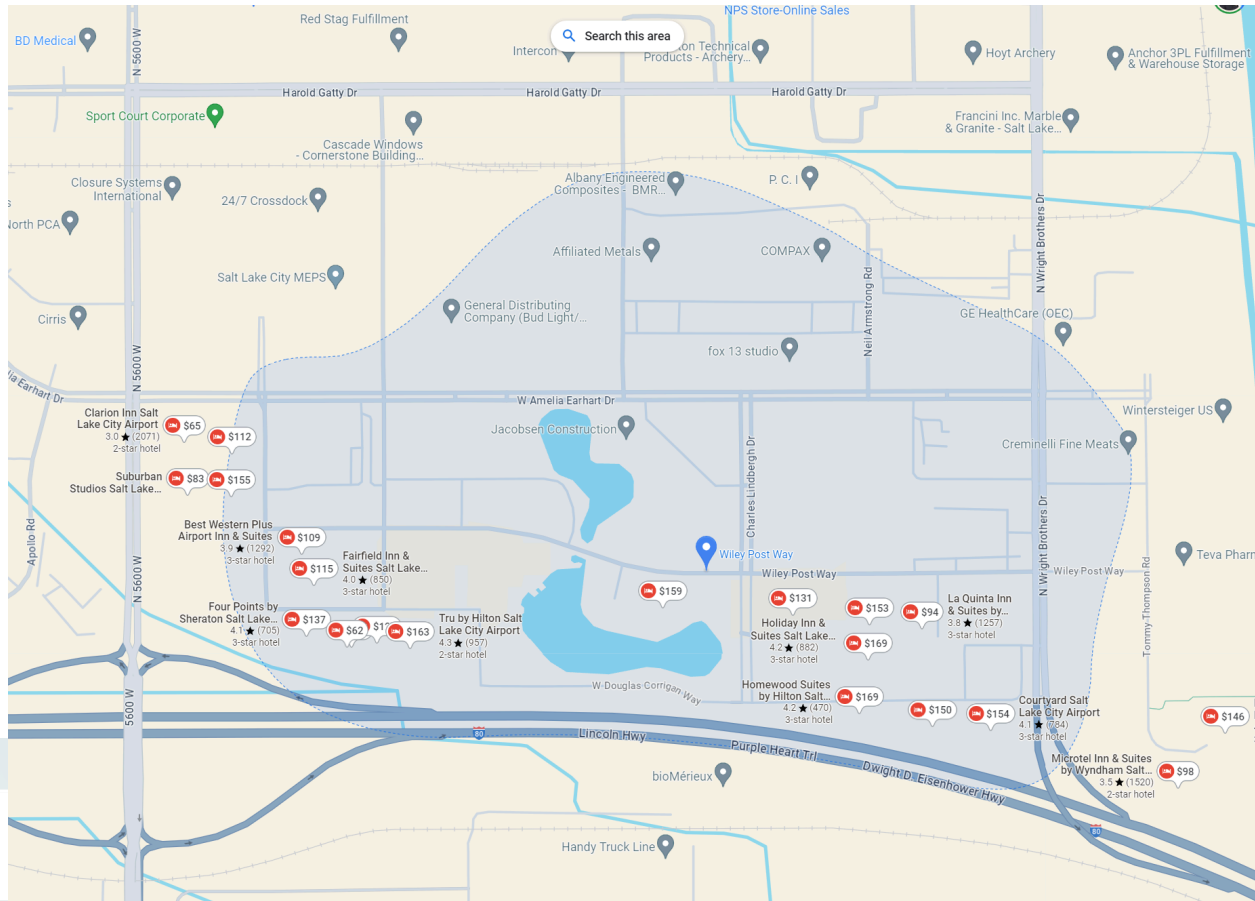 NPS Store-Online Sales
Red Stag Fulfillment
BD Medical
Search this area
Intercon
on Technical
Products - Archery...
Hoyt Archery
Anchor 3PL Fulfillment
& Warehouse Storage
N 5600 W
Harold Gatty Dr
Harold Gatty Dr
Harold Gatty Dr
Sport Court Corporate
Francini Inc. Marble
& Granite - Salt Lake...
Cascade Windows
- Cornerstone Building...
Closure Systems
International
24/7 Crossdock
Albany Engineered
Composites - BMR...
P. C. I
North PCA
N Wright Brothers Dr
Affiliated Metals
COMPAX
Salt Lake City MEPS
Neil Armstrong Rd
General Distributing
Company (Bud Light/...
Cirris
GE HealthCare (OEC)
fox 13 studio
N 5600 W
lia Earhart Dr
W Amelia Earhart Dr
Clarion Inn Salt
Lake City Airport
3.0 ★ (2071)
2-star hotel
$65
$112
Jacobsen Construction
Wintersteiger US
Creminelli Fine Meats
Charles Lindbergh Dr
Suburban
Studios Salt Lake...
$83
$155
Apollo Rd
Best Western Plus
Airport Inn & Suites
3.9 ★ (1292)
3-star hotel
$109
$115
Fairfield Inn &
Suites Salt Lake...
4.0 ★ (850)
3-star hotel
Wiley Post Way
Wiley Post Way
Wiley Post Way
N Wright Brothers Dr
Teva Pharm
Tommy Thompson Rd
N 5600 W
$159
$131
Holiday Inn &
Suites Salt Lake...
4.2 ★ (882)
3-star hotel
$153
$94
La Quinta Inn
& Suites by...
3.8 ★ (1257)
3-star hotel
Four Points by
Sheraton Salt Lake...
4.1 ★ (705)
3-star hotel
$137
$62
$163
Tru by Hilton Salt
Lake City Airport
4.3 ★ (957)
2-star hotel
$169
W Douglas Corrigan Way
Homewood Suites
by Hilton Salt...
4.2 ★ (470)
3-star hotel
$169
$150
$154
Courtyard Salt
Lake City Airport
4.1 ★ (784)
3-star hotel
$146
5600 W
80
Lincoln Hwy
Purple Heart Trl
Dwight D. Eisenhower Hwy
bioMérieux
Microtel Inn & Suites
by Wyndham Salt...
3.5 ★ (1520)
2-star hotel
$98
80
Handy Truck Line